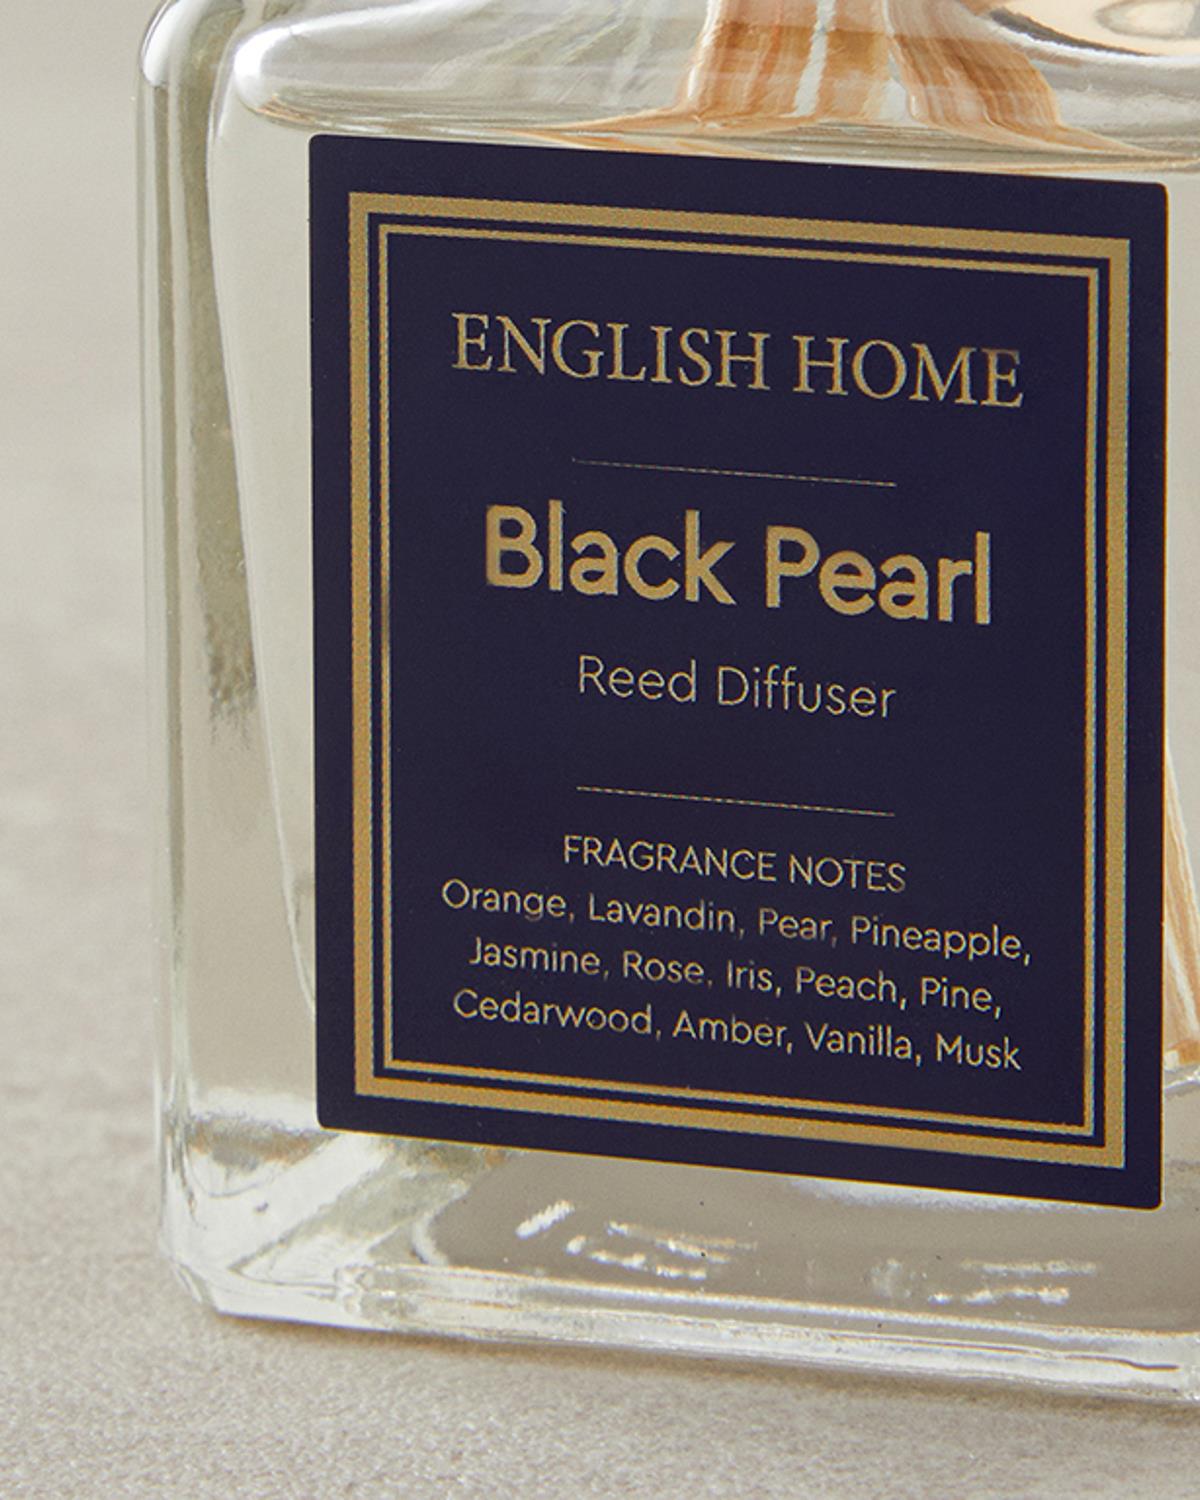 ENGLISH HOME
Black Pearl
Reed Diffuser
FRAGRANCE NOTES
Orange, Lavandin, Pear, Pineapple,
Jasmine, Rose, Iris, Peach, Pine,
Cedarwood, Amber, Vanilla, Musk